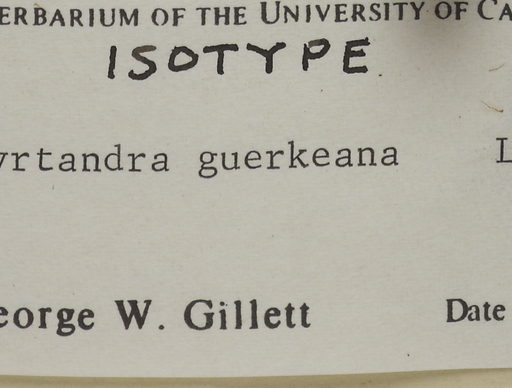 ERBARIUM OF THE UNIVERSITY OF CA
ISOTYPE
yrtandra guerkeana L
eorge W. Gillett Date